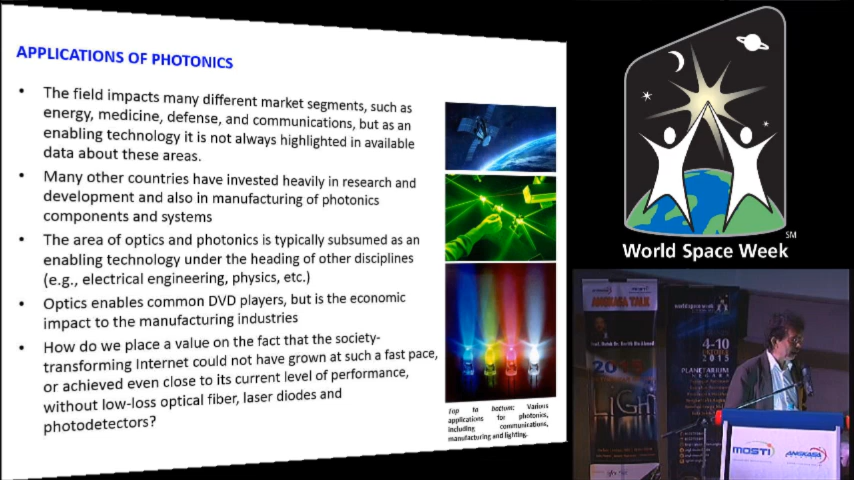 APPLICATIONS OF PHOTONICS
• The field impacts many different market segments, such as
energy, medicine, defense, and communications, but as an
enabling technology it is not always highlighted in available
data about these areas.
• Many other countries have invested heavily in research and
development and also in manufacturing of photonics
components and systems
• The area of optics and photonics is typically subsumed as an
enabling technology under the heading of other disciplines
(e.g., electrical engineering, physics, etc.)
• Optics enables common DVD players, but is the economic
impact to the manufacturing industries
• How do we place a value on the fact that the society-
transforming Internet could not have grown at such a fast pace,
or achieved even close to its current level of performance,
without low-loss optical fiber, laser diodes and
photodetectors?
Top to bottom: Various
applications for photonics,
including communications,
manufacturing and lighting.
SM
World Space Week
ANGKASA TALK
LIGHT
4-10
2015
PLANETARIUM
NEGARA
MOSTI
ANGKASA